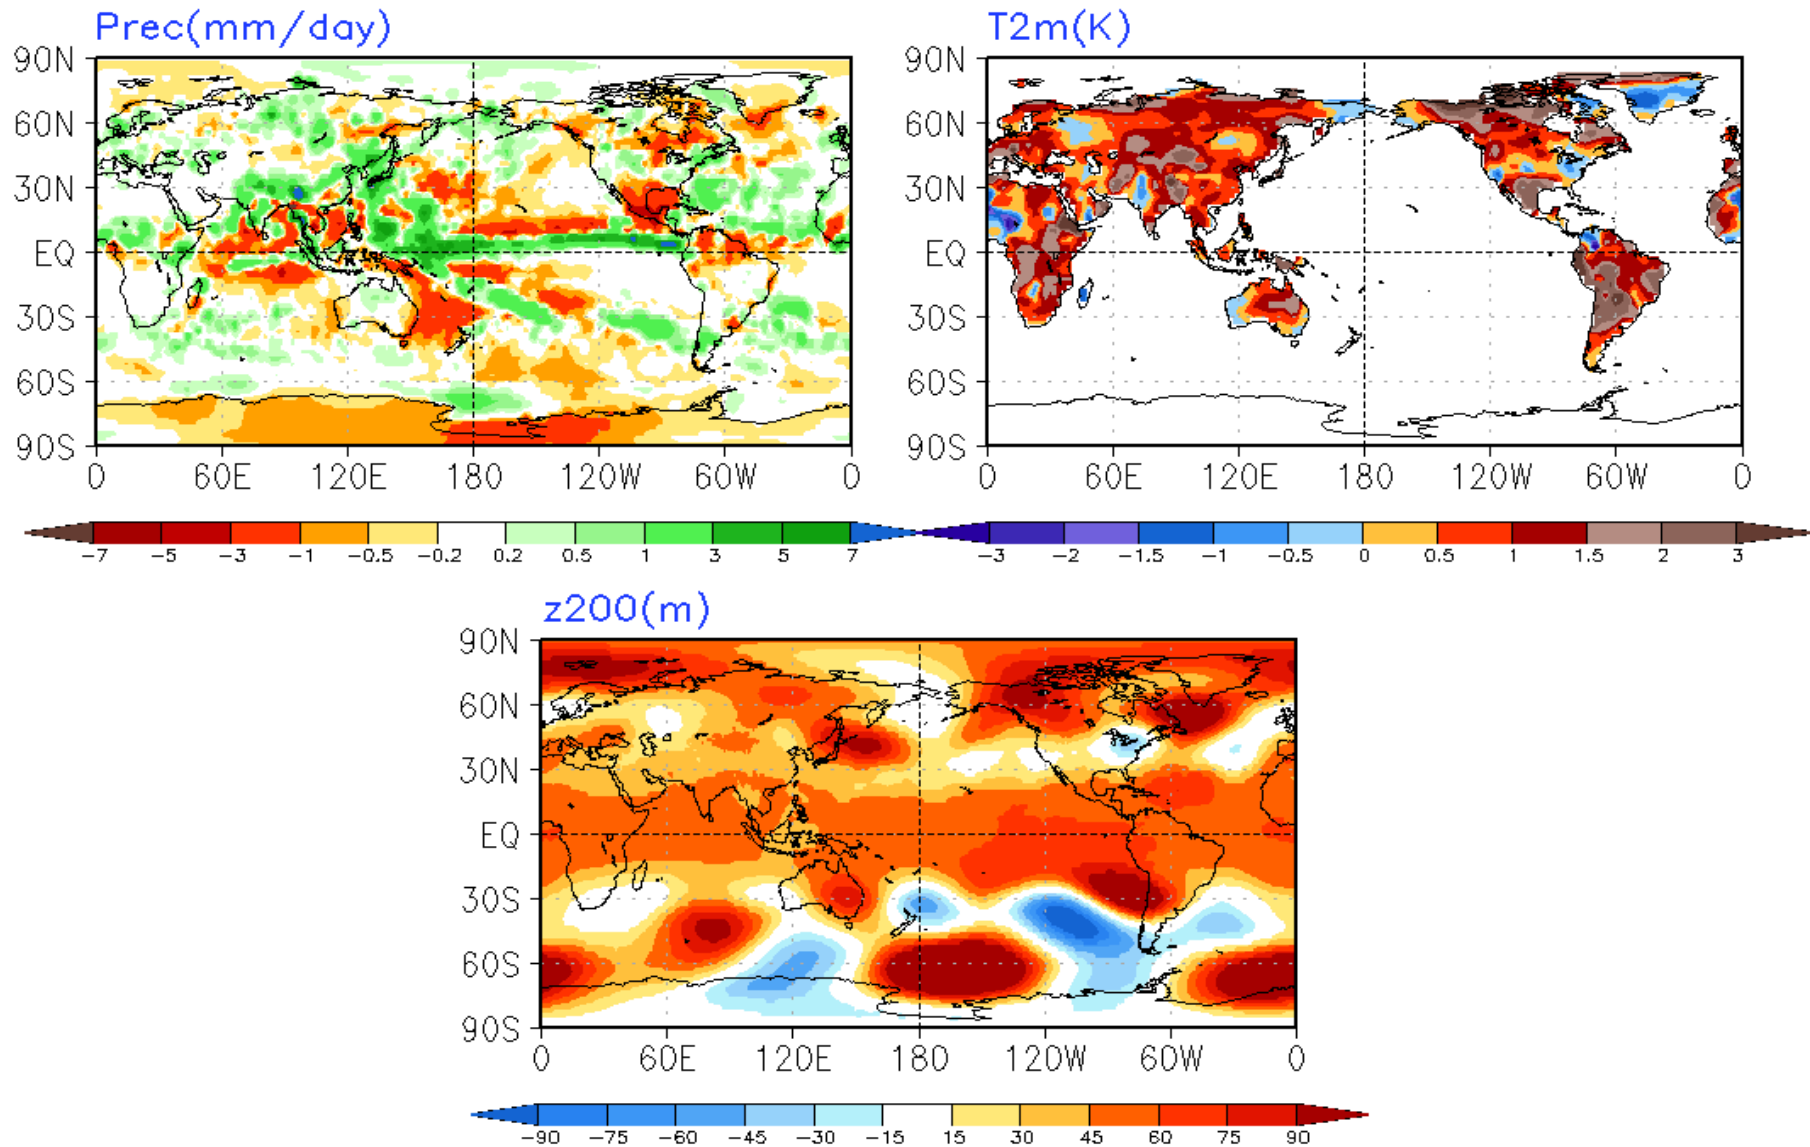 Prec(mm/day)
90N
60N
30N
EQ
30S
60S
90S
0 60E 120E 180 120W 60W 0
-7 -5 -3 -1 -0.5 -0.2 0.2 0.5 1 3 5 7
T2m(K)
90N
60N
30N
EQ
30S
60S
90S
0 60E 120E 180 120W 60W 0
-3 -2 -1.5 -1 -0.5 0 0.5 1 1.5 2 3
z200(m)
90N
60N
30N
EQ
30S
60S
90S
0 60E 120E 180 120W 60W 0
-90 -75 -60 -45 -30 -15 15 30 45 60 75 90